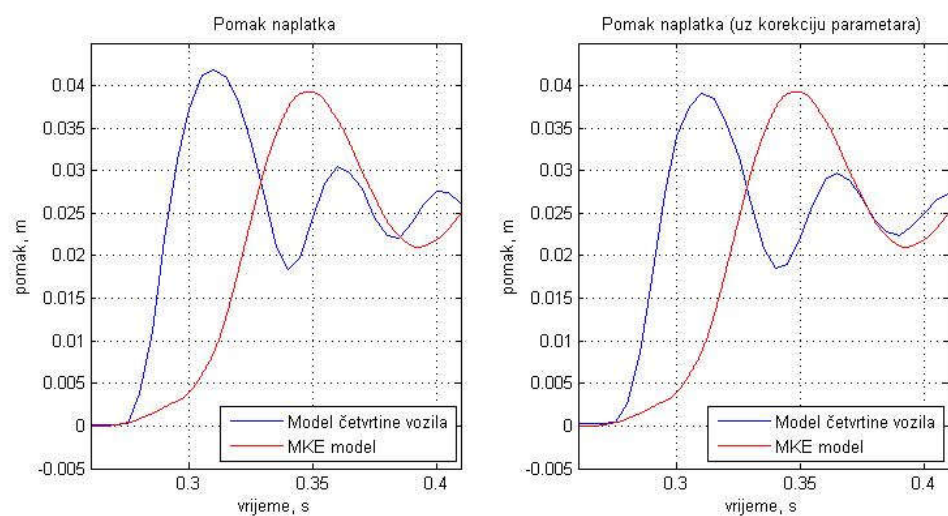 Pomak naplatka
0.04
0.035
0.03
0.025
0.02
0.015
0.01
0.005
0
-0.005
pomak, m
0.3
0.35
0.4
vrijeme, s
Model četvrtine vozila
MKE model
Pomak naplatka (uz korekciju parametara)
0.04
0.035
0.03
0.025
0.02
0.015
0.01
0.005
0
-0.005
pomak, m
0.3
0.35
0.4
vrijeme, s
Model četvrtine vozila
MKE model